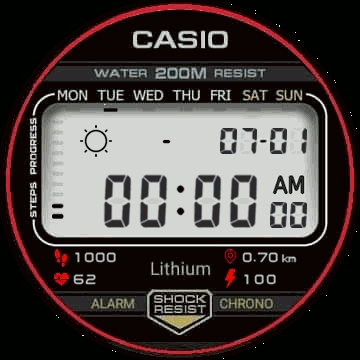 CASIO
WATER 200M RESIST
MON TUE WED THU FRI SAT SUN
STEPS PROGRESS
- 07-01
00:00 AM 00
1000 0.70 km
62 100
Lithium
ALARM SHOCK RESIST CHRONO